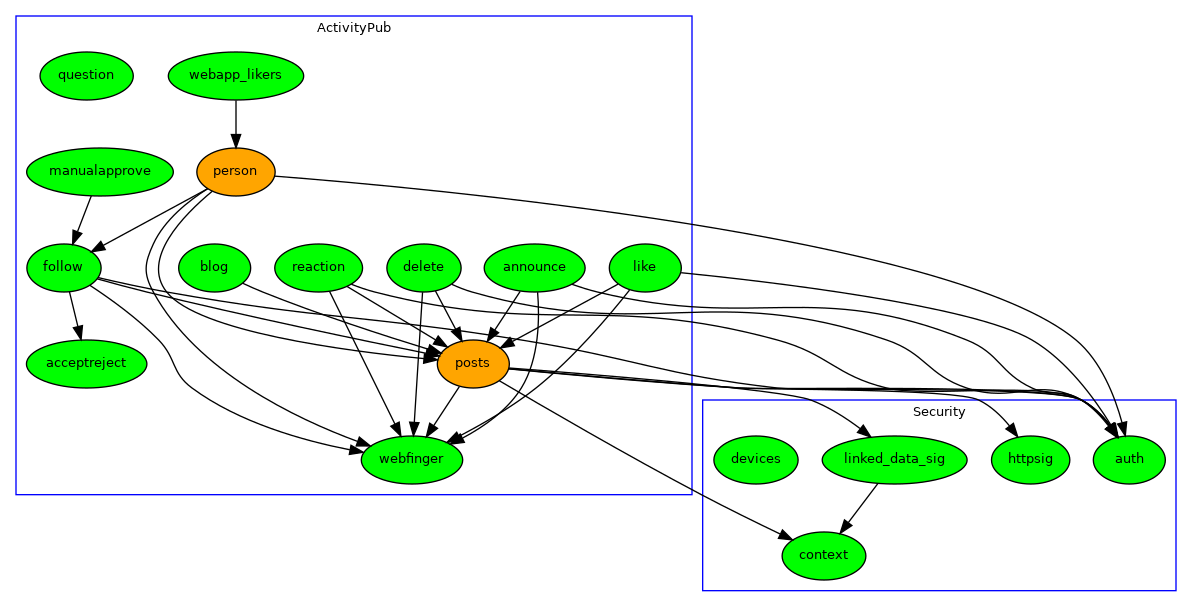 ActivityPub
question
webapp_likers
manualapprove
person
follow
blog
reaction
delete
announce
like
acceptreject
posts
webfinger
Security
devices
linked_data_sig
httpsig
auth
context